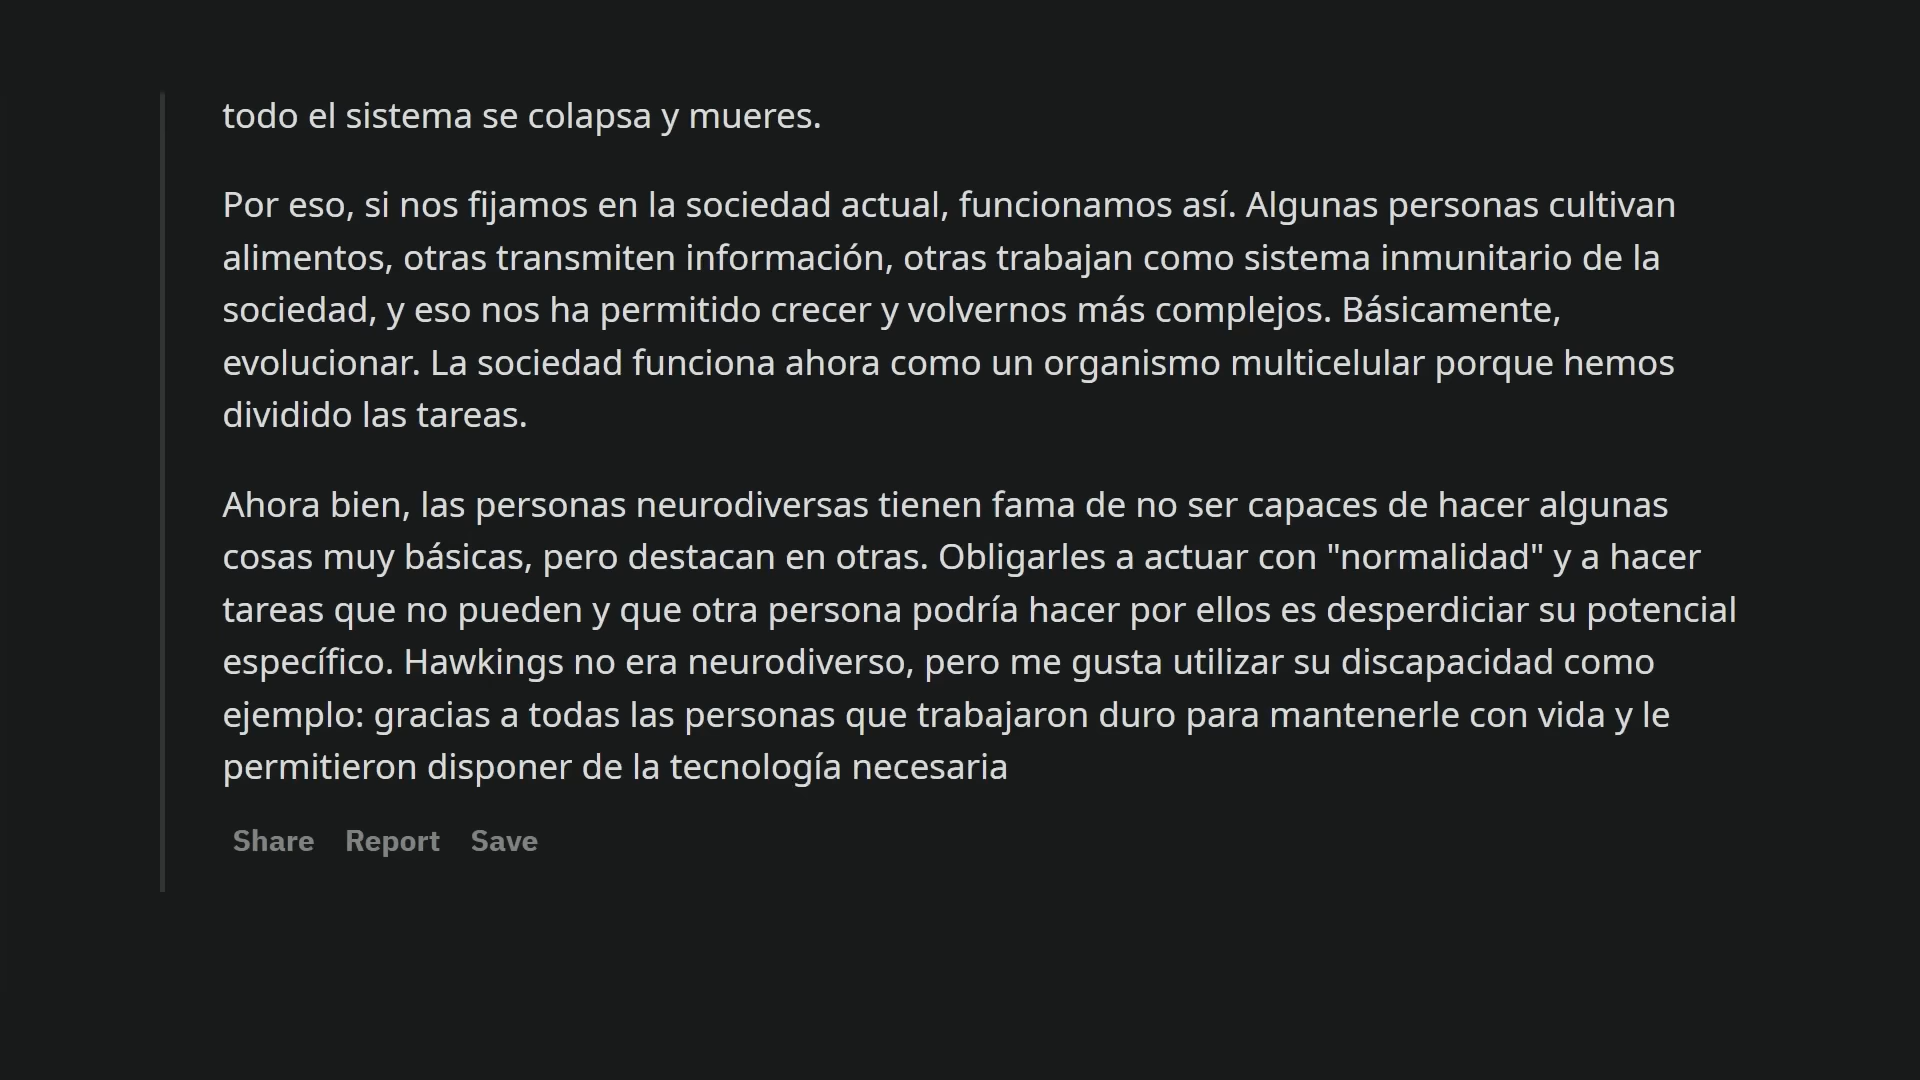 todo el sistema se colapsa y mueres.
Por eso, si nos fijamos en la sociedad actual, funcionamos así. Algunas personas cultivan
alimentos, otras transmiten información, otras trabajan como sistema inmunitario de la
sociedad, y eso nos ha permitido crecer y volvernos más complejos. Básicamente,
evolucionar. La sociedad funciona ahora como un organismo multicelular porque hemos
dividido las tareas.
Ahora bien, las personas neurodiversas tienen fama de no ser capaces de hacer algunas
cosas muy básicas, pero destacan en otras. Obligarles a actuar con "normalidad" y a hacer
tareas que no pueden y que otra persona podría hacer por ellos es desperdiciar su potencial
específico. Hawkings no era neurodiverso, pero me gusta utilizar su discapacidad como
ejemplo: gracias a todas las personas que trabajaron duro para mantenerle con vida y le
permitieron disponer de la tecnología necesaria
Share Report Save